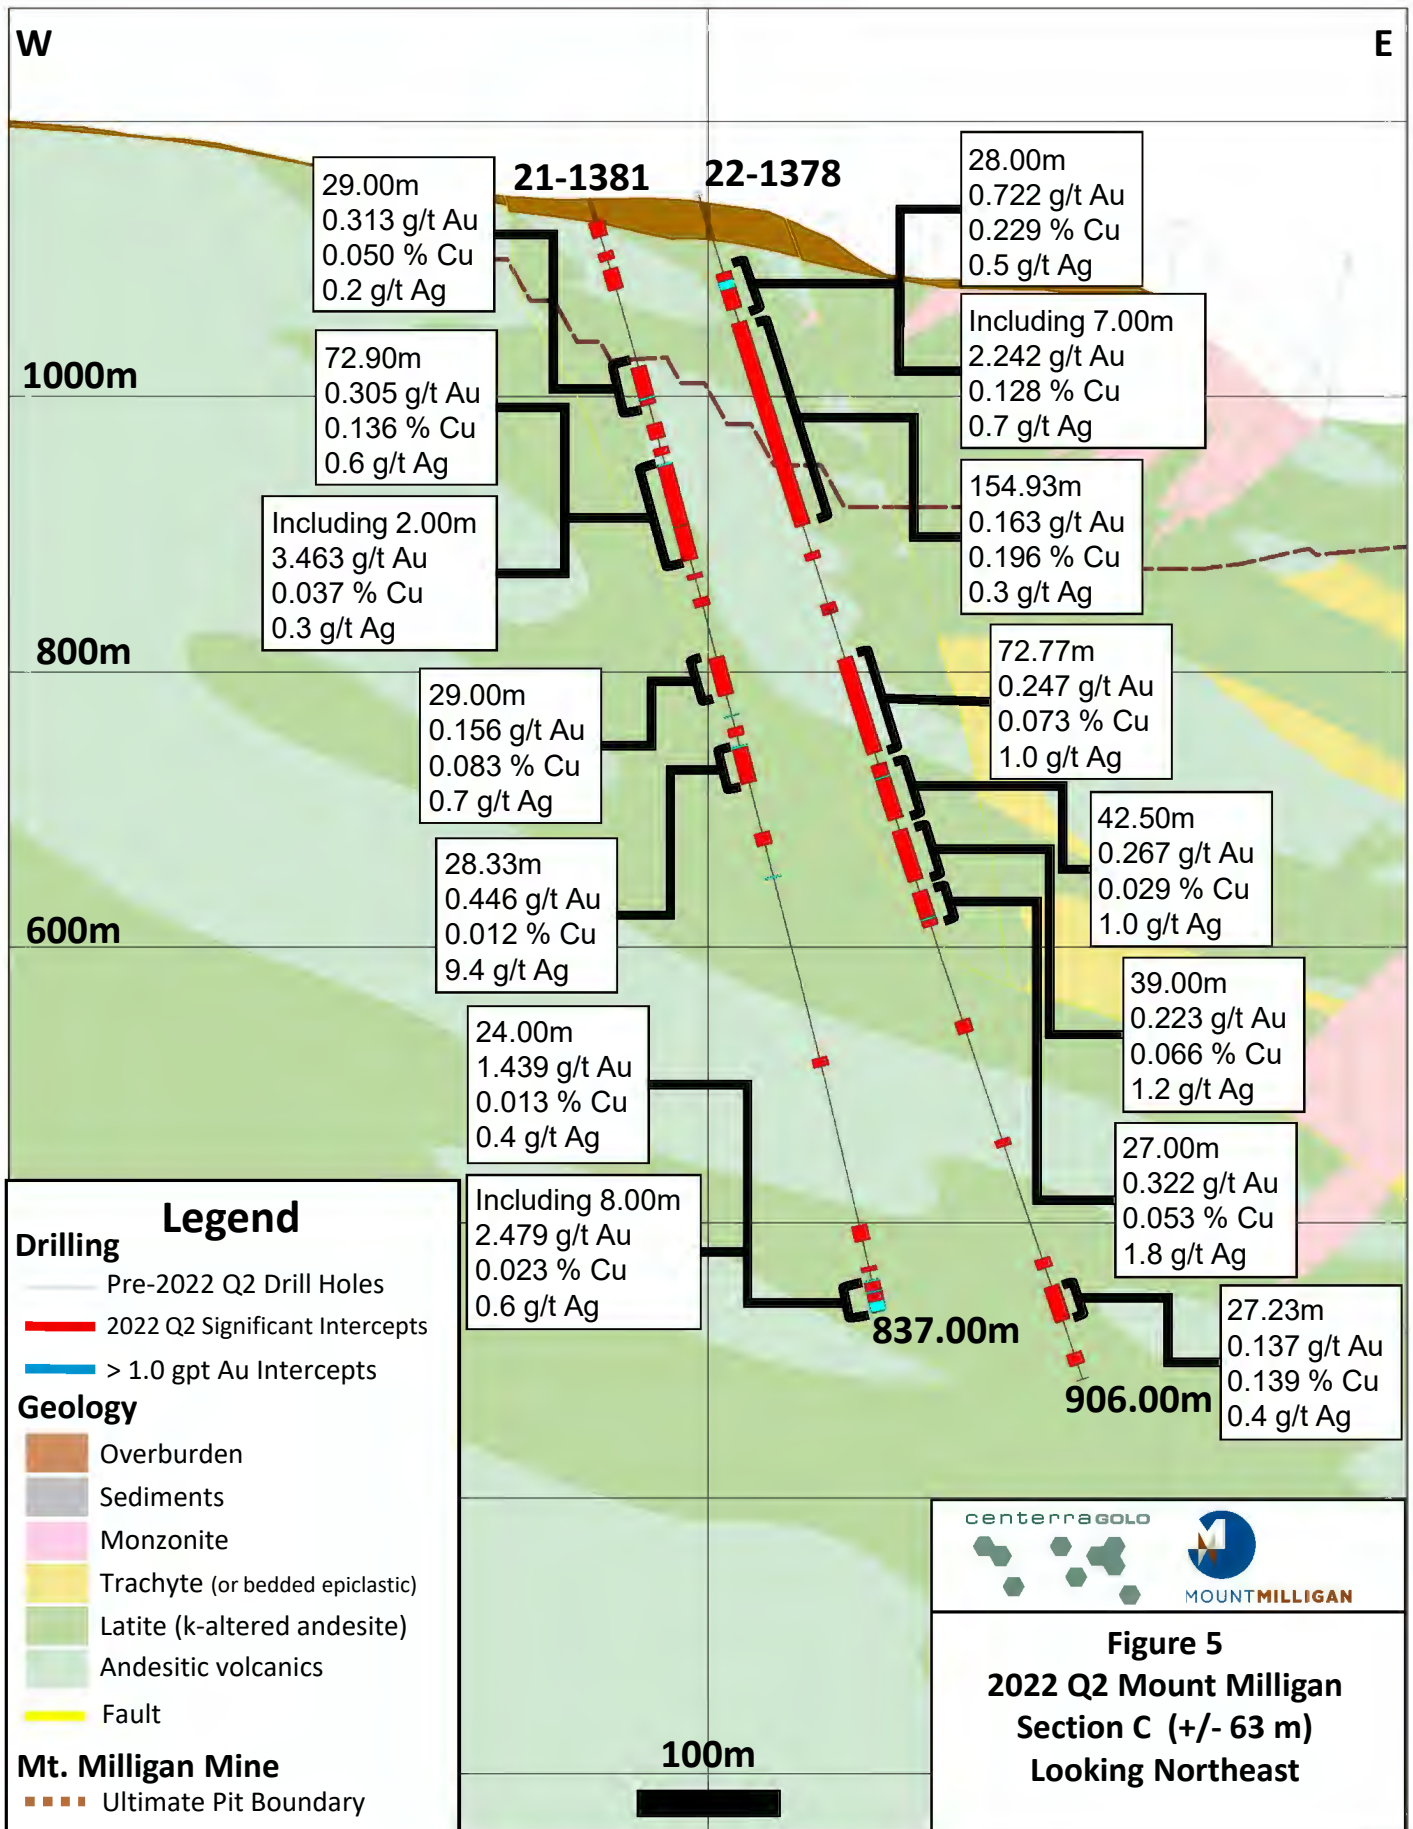 W
E
21-1381
22-1378
29.00m
0.313 g/t Au
0.050 % Cu
0.2 g/t Ag
28.00m
0.722 g/t Au
0.229 % Cu
0.5 g/t Ag
Including 7.00m
2.242 g/t Au
0.128 % Cu
0.7 g/t Ag
72.90m
0.305 g/t Au
0.136 % Cu
0.6 g/t Ag
1000m
154.93m
0.163 g/t Au
0.196 % Cu
0.3 g/t Ag
Including 2.00m
3.463 g/t Au
0.037 % Cu
0.3 g/t Ag
800m
72.77m
0.247 g/t Au
0.073 % Cu
1.0 g/t Ag
29.00m
0.156 g/t Au
0.083 % Cu
0.7 g/t Ag
42.50m
0.267 g/t Au
0.029 % Cu
1.0 g/t Ag
28.33m
0.446 g/t Au
0.012 % Cu
9.4 g/t Ag
600m
39.00m
0.223 g/t Au
0.066 % Cu
1.2 g/t Ag
24.00m
1.439 g/t Au
0.013 % Cu
0.4 g/t Ag
27.00m
0.322 g/t Au
0.053 % Cu
1.8 g/t Ag
Including 8.00m
2.479 g/t Au
0.023 % Cu
0.6 g/t Ag
27.23m
0.137 g/t Au
0.139 % Cu
0.4 g/t Ag
837.00m
906.00m
Legend
Drilling
Pre-2022 Q2 Drill Holes
2022 Q2 Significant Intercepts
> 1.0 gpt Au Intercepts
Geology
Overburden
Sediments
Monzonite
Trachyte (or bedded epiclastic)
Latite (k-altered andesite)
Andesitic volcanics
Fault
Mt. Milligan Mine
Ultimate Pit Boundary
100m
centerraGOLD
MOUNTMILLIGAN
Figure 5
2022 Q2 Mount Milligan
Section C (+/- 63 m)
Looking Northeast